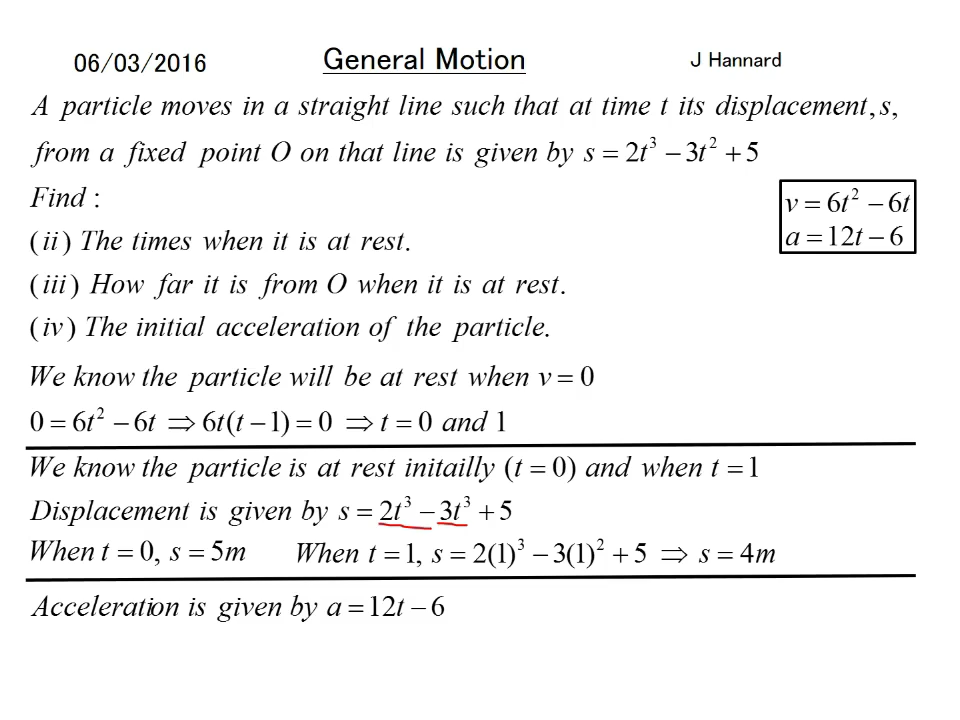 06/03/2016 General Motion J Hannard
A particle moves in a straight line such that at time t its displacement, s,
from a fixed point O on that line is given by s = 2t³ − 3t² + 5
Find :
v = 6t² − 6t
a = 12t − 6
(ii) The times when it is at rest.
(iii) How far it is from O when it is at rest.
(iv) The initial acceleration of the particle.
We know the particle will be at rest when v = 0
0 = 6t² − 6t ⇒ 6t(t − 1) = 0 ⇒ t = 0 and 1
We know the particle is at rest initailly (t = 0) and when t = 1
Displacement is given by s = 2t³ − 3t³ + 5
When t = 0, s = 5m When t = 1, s = 2(1)³ − 3(1)² + 5 ⇒ s = 4m
Acceleration is given by a = 12t − 6